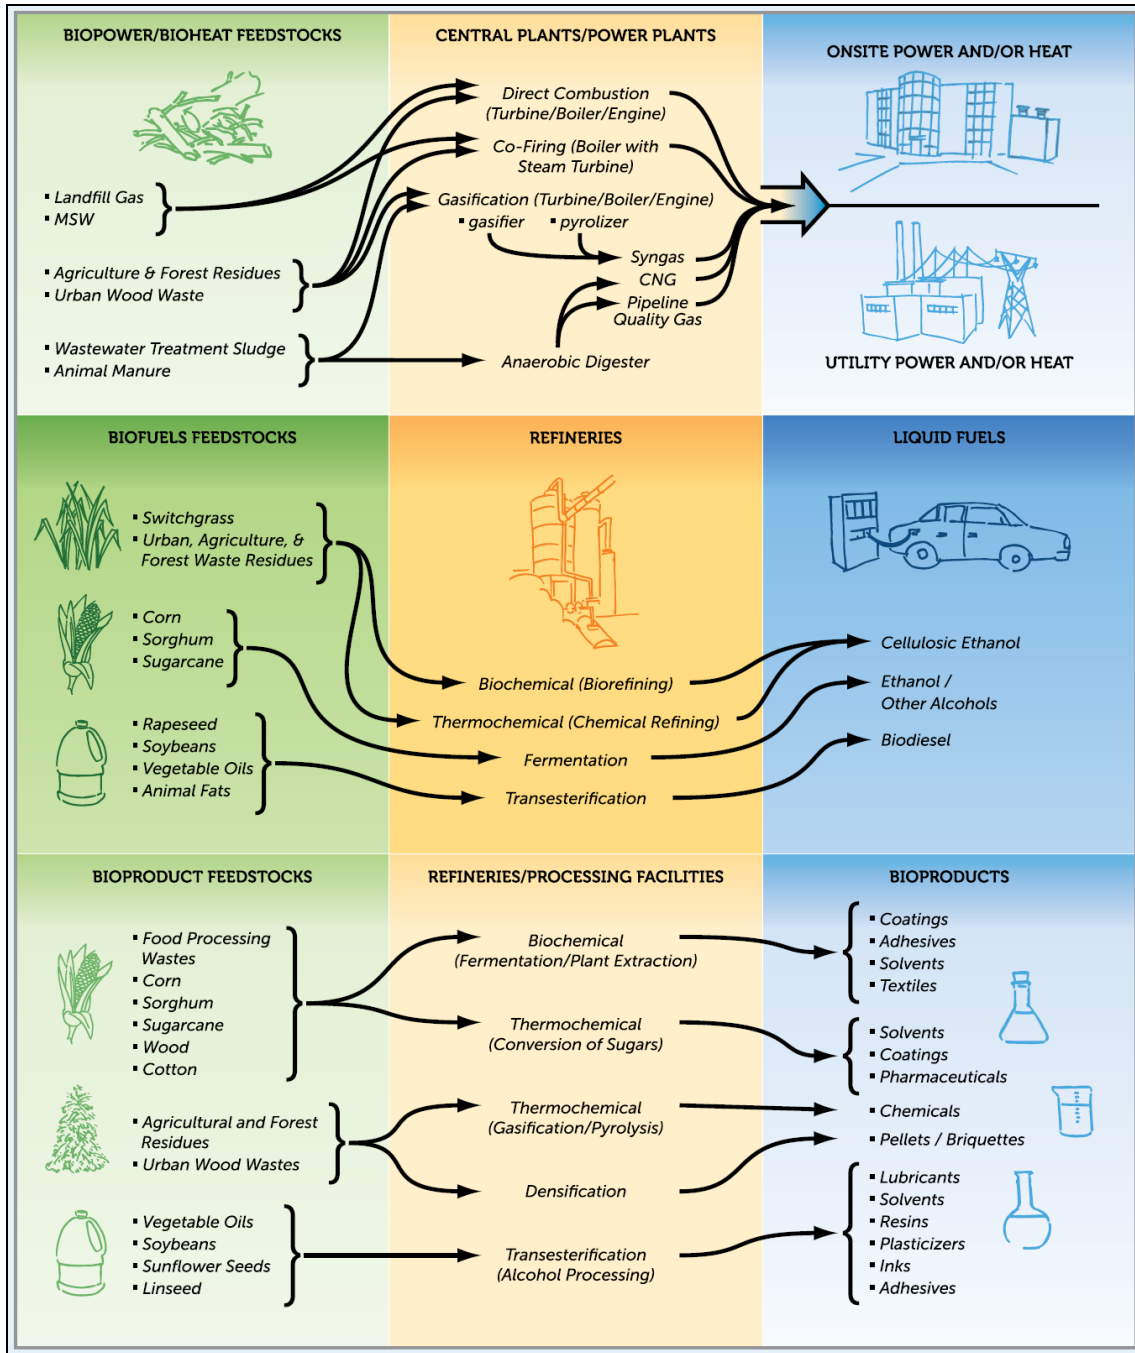 BIOPOWER/BIOHEAT FEEDSTOCKS
▪ Landfill Gas
▪ MSW
▪ Agriculture & Forest Residues
▪ Urban Wood Waste
▪ Wastewater Treatment Sludge
▪ Animal Manure
CENTRAL PLANTS/POWER PLANTS
Direct Combustion
(Turbine/Boiler/Engine)
Co-Firing (Boiler with
Steam Turbine)
Gasification (Turbine/Boiler/Engine)
▪ gasifier ▪ pyrolizer
Syngas
CNG
Pipeline
Quality Gas
Anaerobic Digester
ONSITE POWER AND/OR HEAT
UTILITY POWER AND/OR HEAT
BIOFUELS FEEDSTOCKS
▪ Switchgrass
▪ Urban, Agriculture, &
Forest Waste Residues
▪ Corn
▪ Sorghum
▪ Sugarcane
▪ Rapeseed
▪ Soybeans
▪ Vegetable Oils
▪ Animal Fats
REFINERIES
Biochemical (Biorefining)
Thermochemical (Chemical Refining)
Fermentation
Transesterification
LIQUID FUELS
Cellulosic Ethanol
Ethanol /
Other Alcohols
Biodiesel
BIOPRODUCT FEEDSTOCKS
▪ Food Processing
Wastes
▪ Corn
▪ Sorghum
▪ Sugarcane
▪ Wood
▪ Cotton
▪ Agricultural and Forest
Residues
▪ Urban Wood Wastes
▪ Vegetable Oils
▪ Soybeans
▪ Sunflower Seeds
▪ Linseed
REFINERIES/PROCESSING FACILITIES
Biochemical
(Fermentation/Plant Extraction)
Thermochemical
(Conversion of Sugars)
Thermochemical
(Gasification/Pyrolysis)
Densification
Transesterification
(Alcohol Processing)
BIOPRODUCTS
▪ Coatings
▪ Adhesives
▪ Solvents
▪ Textiles
▪ Solvents
▪ Coatings
▪ Pharmaceuticals
▪ Chemicals
▪ Pellets / Briquettes
▪ Lubricants
▪ Solvents
▪ Resins
▪ Plasticizers
▪ Inks
▪ Adhesives